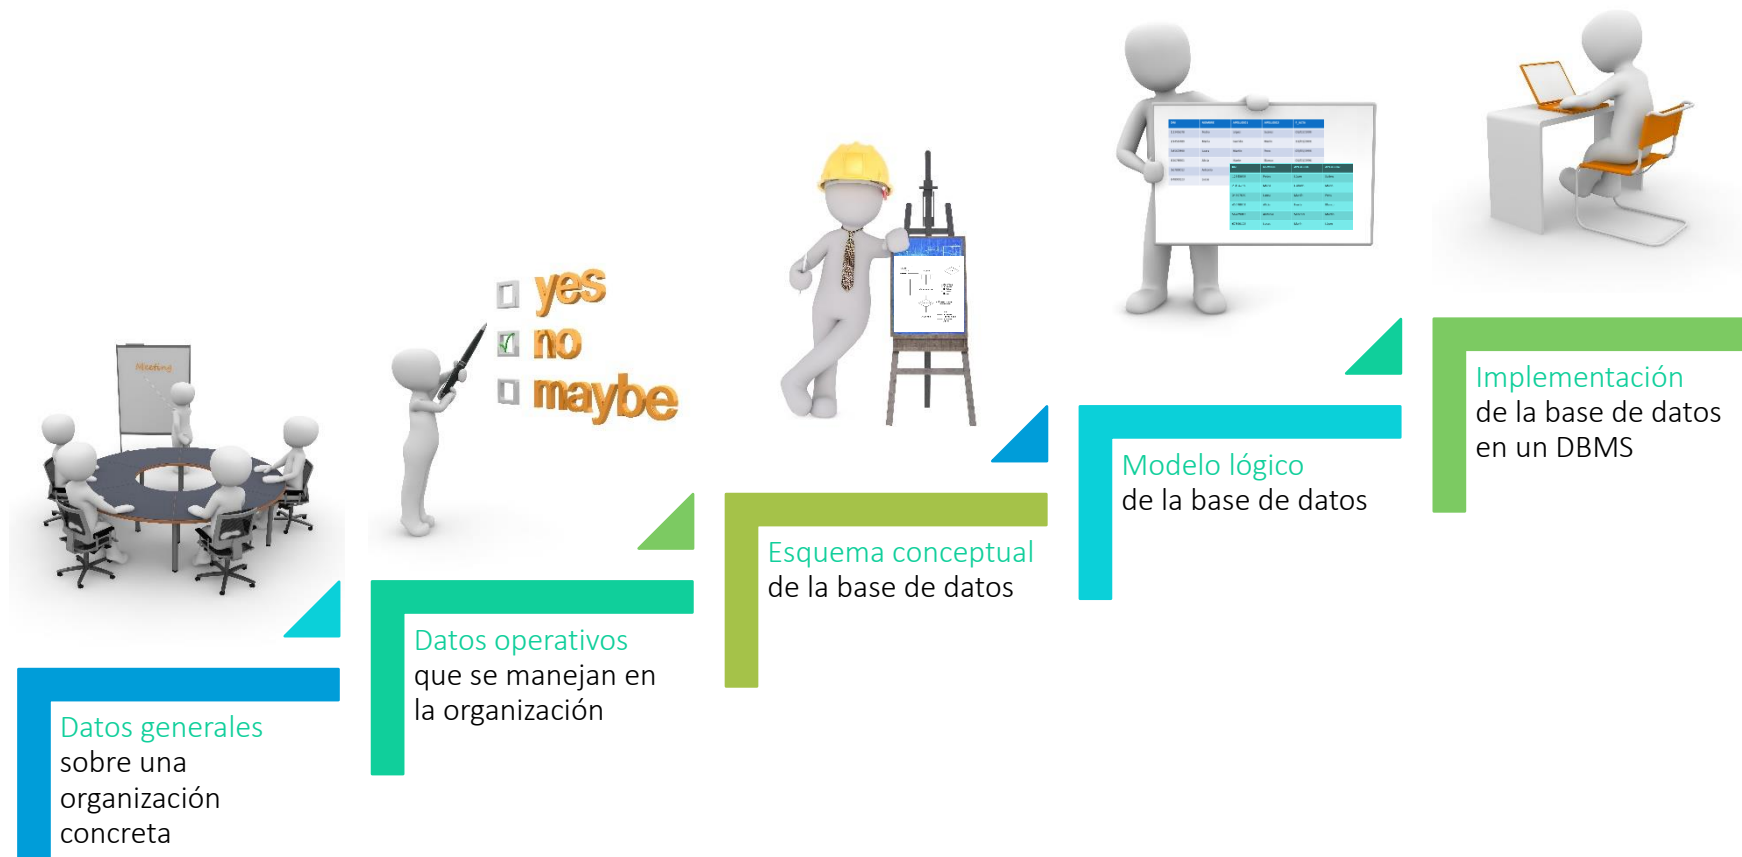 Meeting
yes
no
maybe
Datos generales
sobre una
organización
concreta
Datos operativos
que se manejan en
la organización
Esquema conceptual
de la base de datos
Modelo lógico
de la base de datos
Implementación
de la base de datos
en un DBMS